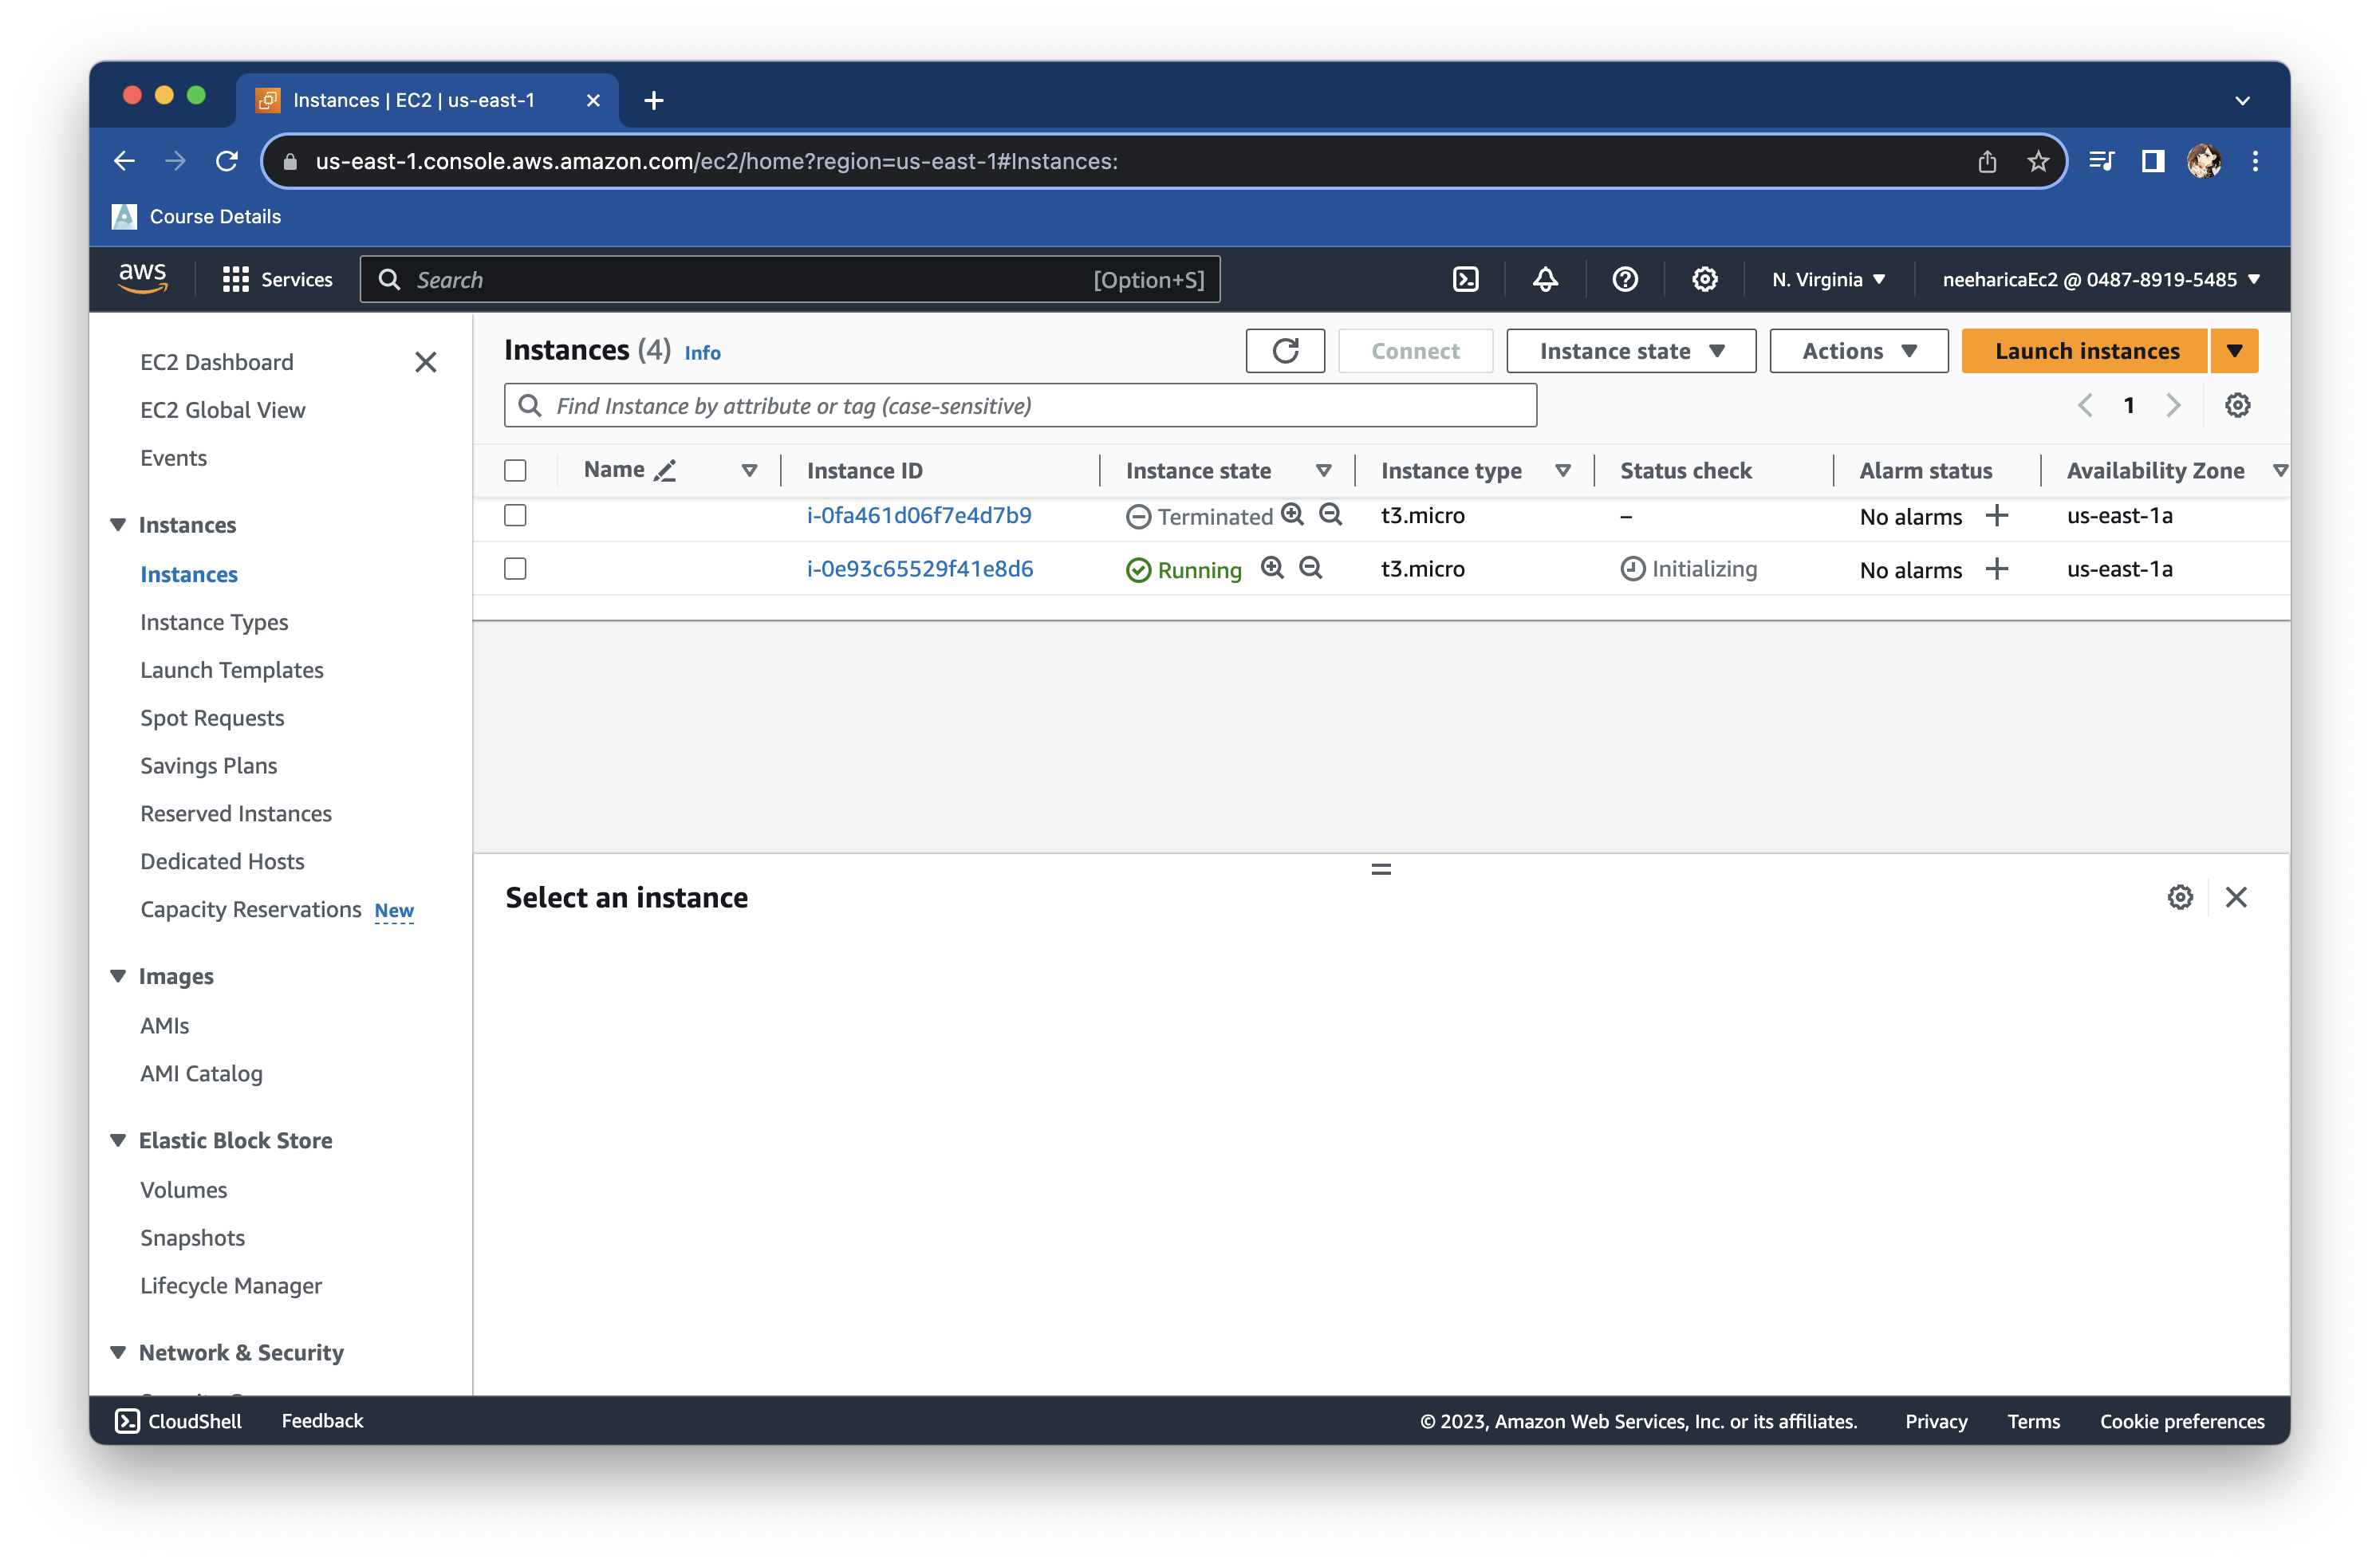 Instances | EC2 | us-east-1
us-east-1.console.aws.amazon.com/ec2/home?region=us-east-1#Instances:
Course Details
aws Services Search [Option+S] N. Virginia neeharicaEc2 @ 0487-8919-5485
EC2 Dashboard
EC2 Global View
Events
Instances
Instances
Instance Types
Launch Templates
Spot Requests
Savings Plans
Reserved Instances
Dedicated Hosts
Capacity Reservations New
Images
AMIs
AMI Catalog
Elastic Block Store
Volumes
Snapshots
Lifecycle Manager
Network & Security
Instances (4) Info Connect Instance state Actions Launch instances
Find Instance by attribute or tag (case-sensitive) 1
Name Instance ID Instance state Instance type Status check Alarm status Availability Zone
i-0fa461d06f7e4d7b9 Terminated t3.micro – No alarms us-east-1a
i-0e93c65529f41e8d6 Running t3.micro Initializing No alarms us-east-1a
Select an instance
CloudShell Feedback © 2023, Amazon Web Services, Inc. or its affiliates. Privacy Terms Cookie preferences